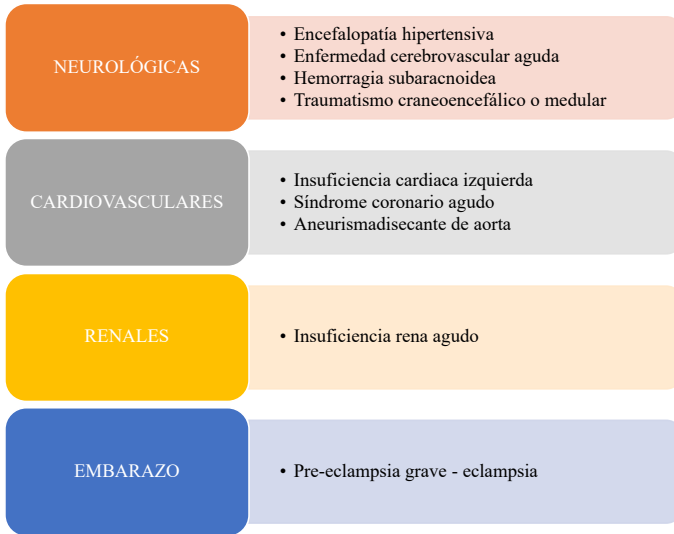 NEUROLÓGICAS
• Encefalopatía hipertensiva
• Enfermedad cerebrovascular aguda
• Hemorragia subaracnoidea
• Traumatismo craneoencefálico o medular
CARDIOVASCULARES
• Insuficiencia cardiaca izquierda
• Síndrome coronario agudo
• Aneurismadisecante de aorta
RENALES
• Insuficiencia rena agudo
EMBARAZO
• Pre-eclampsia grave - eclampsia